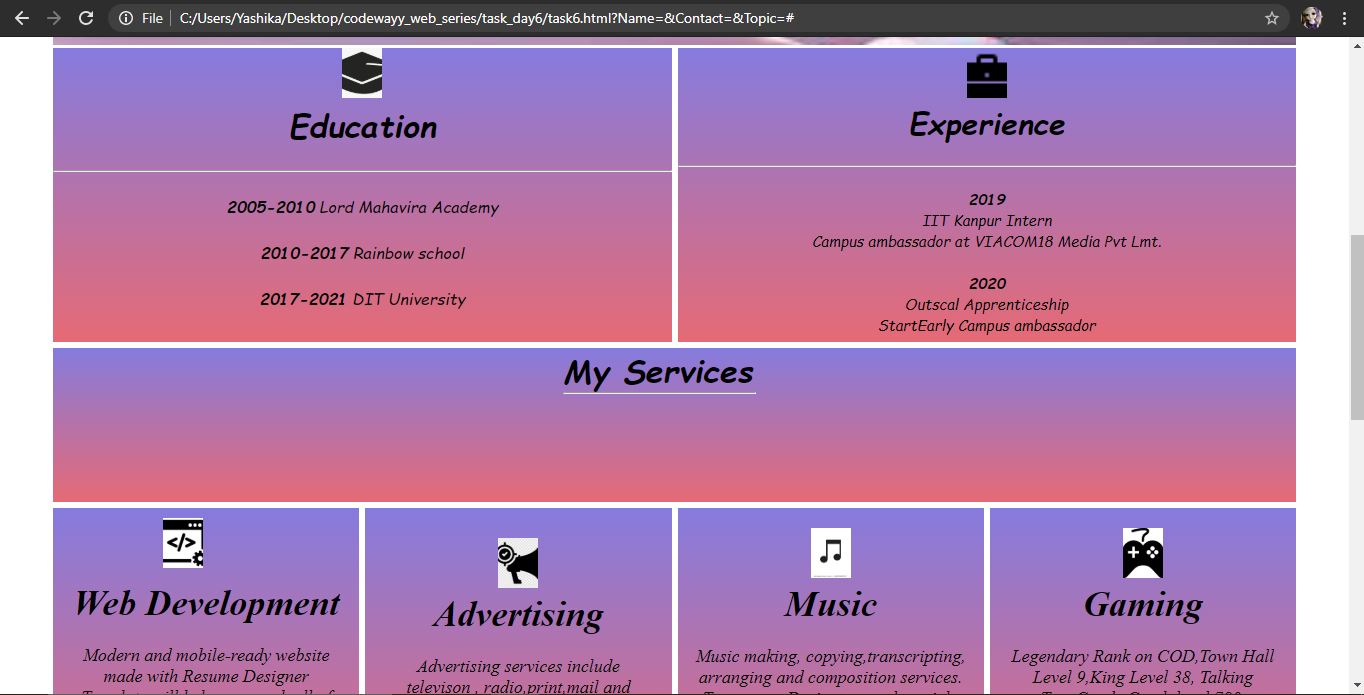 File
C:/Users/Yashika/Desktop/codewayy_web_series/task_day6/task6.html?Name=&Contact=&Topic=#
Education
2005-2010 Lord Mahavira Academy
2010-2017 Rainbow school
2017-2021 DIT University
Experience
2019
IIT Kanpur Intern
Campus ambassador at VIACOM18 Media Pvt Lmt.
2020
Outscal Apprenticeship
StartEarly Campus ambassador
My Services
Web Development
Modern and mobile-ready website
made with Resume Designer
Advertising
Advertising services include
televison , radio,print,mail and
Music
Music making, copying,transcripting,
arranging and composition services.
Gaming
Legendary Rank on COD,Town Hall
Level 9,King Level 38, Talking